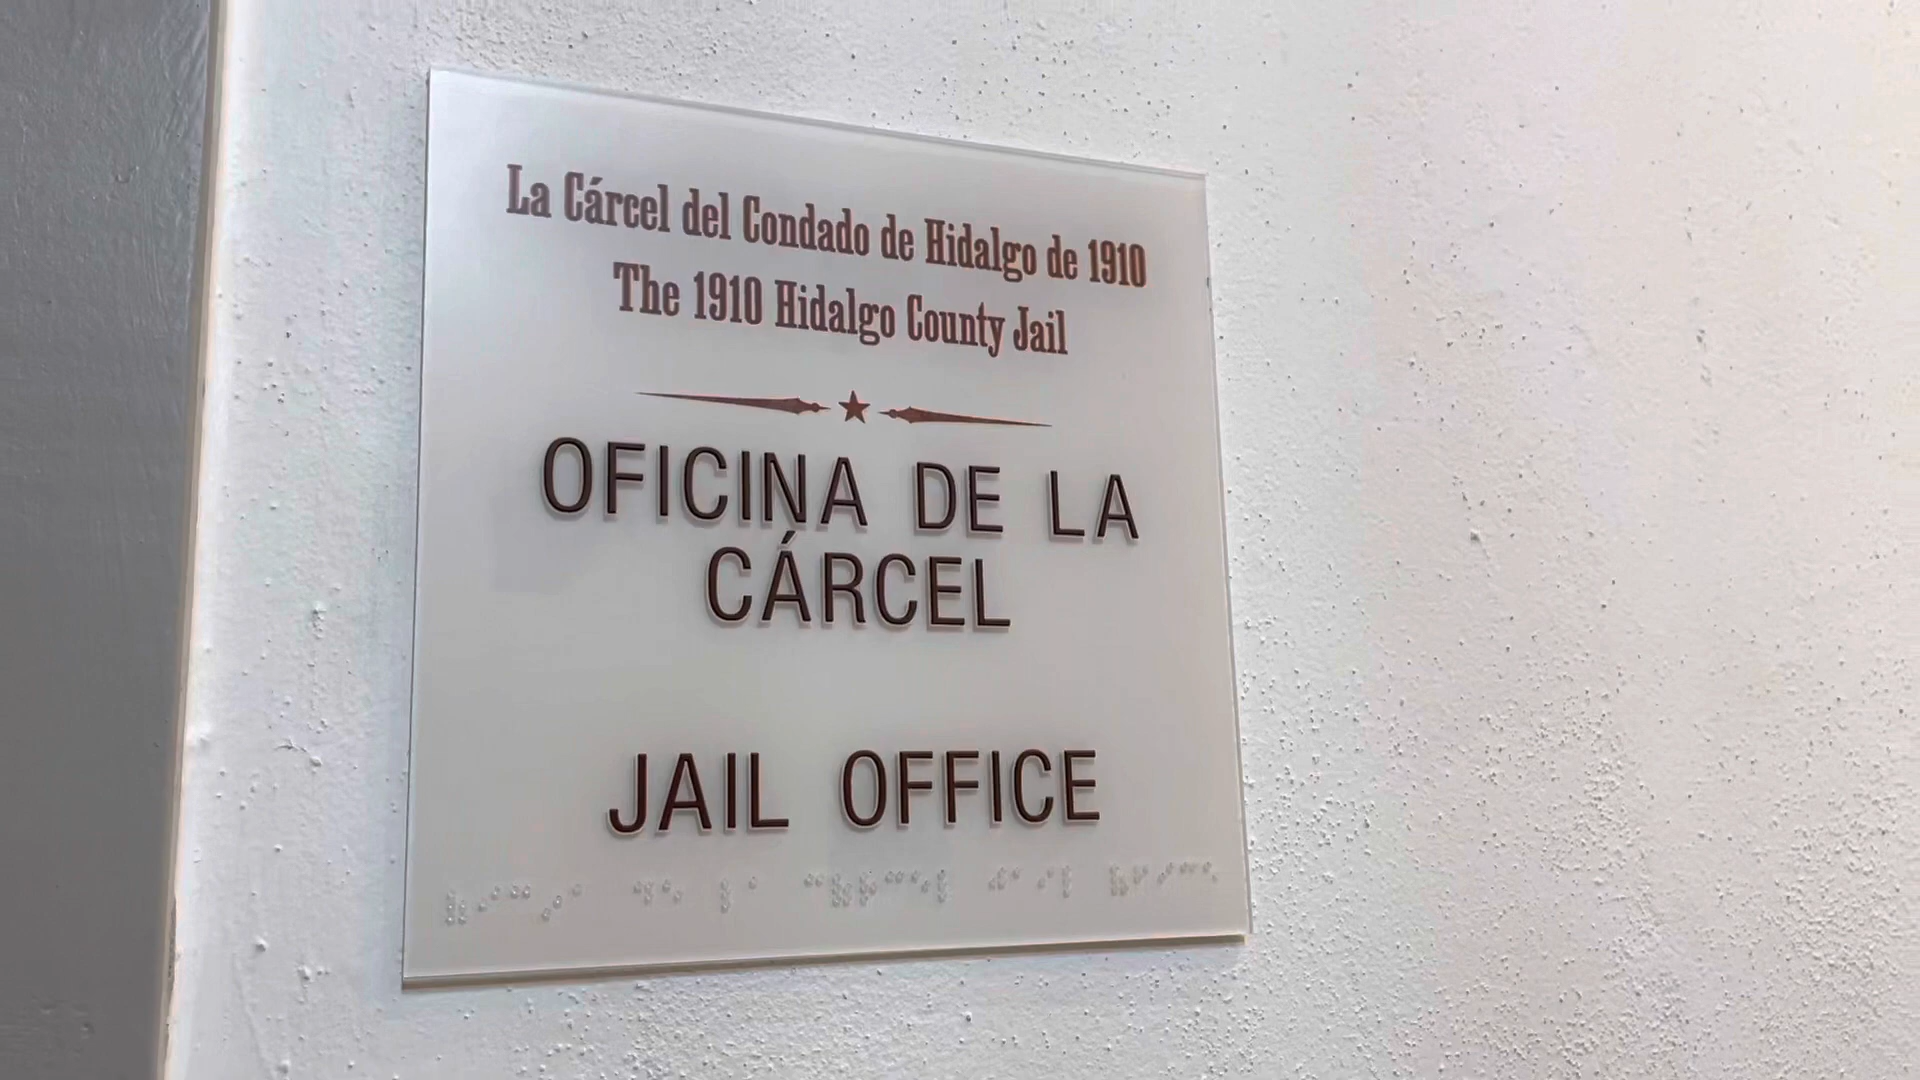 La Cárcel del Condado de Hidalgo de 1910
The 1910 Hidalgo County Jail
OFICINA DE LA
CÁRCEL
JAIL OFFICE